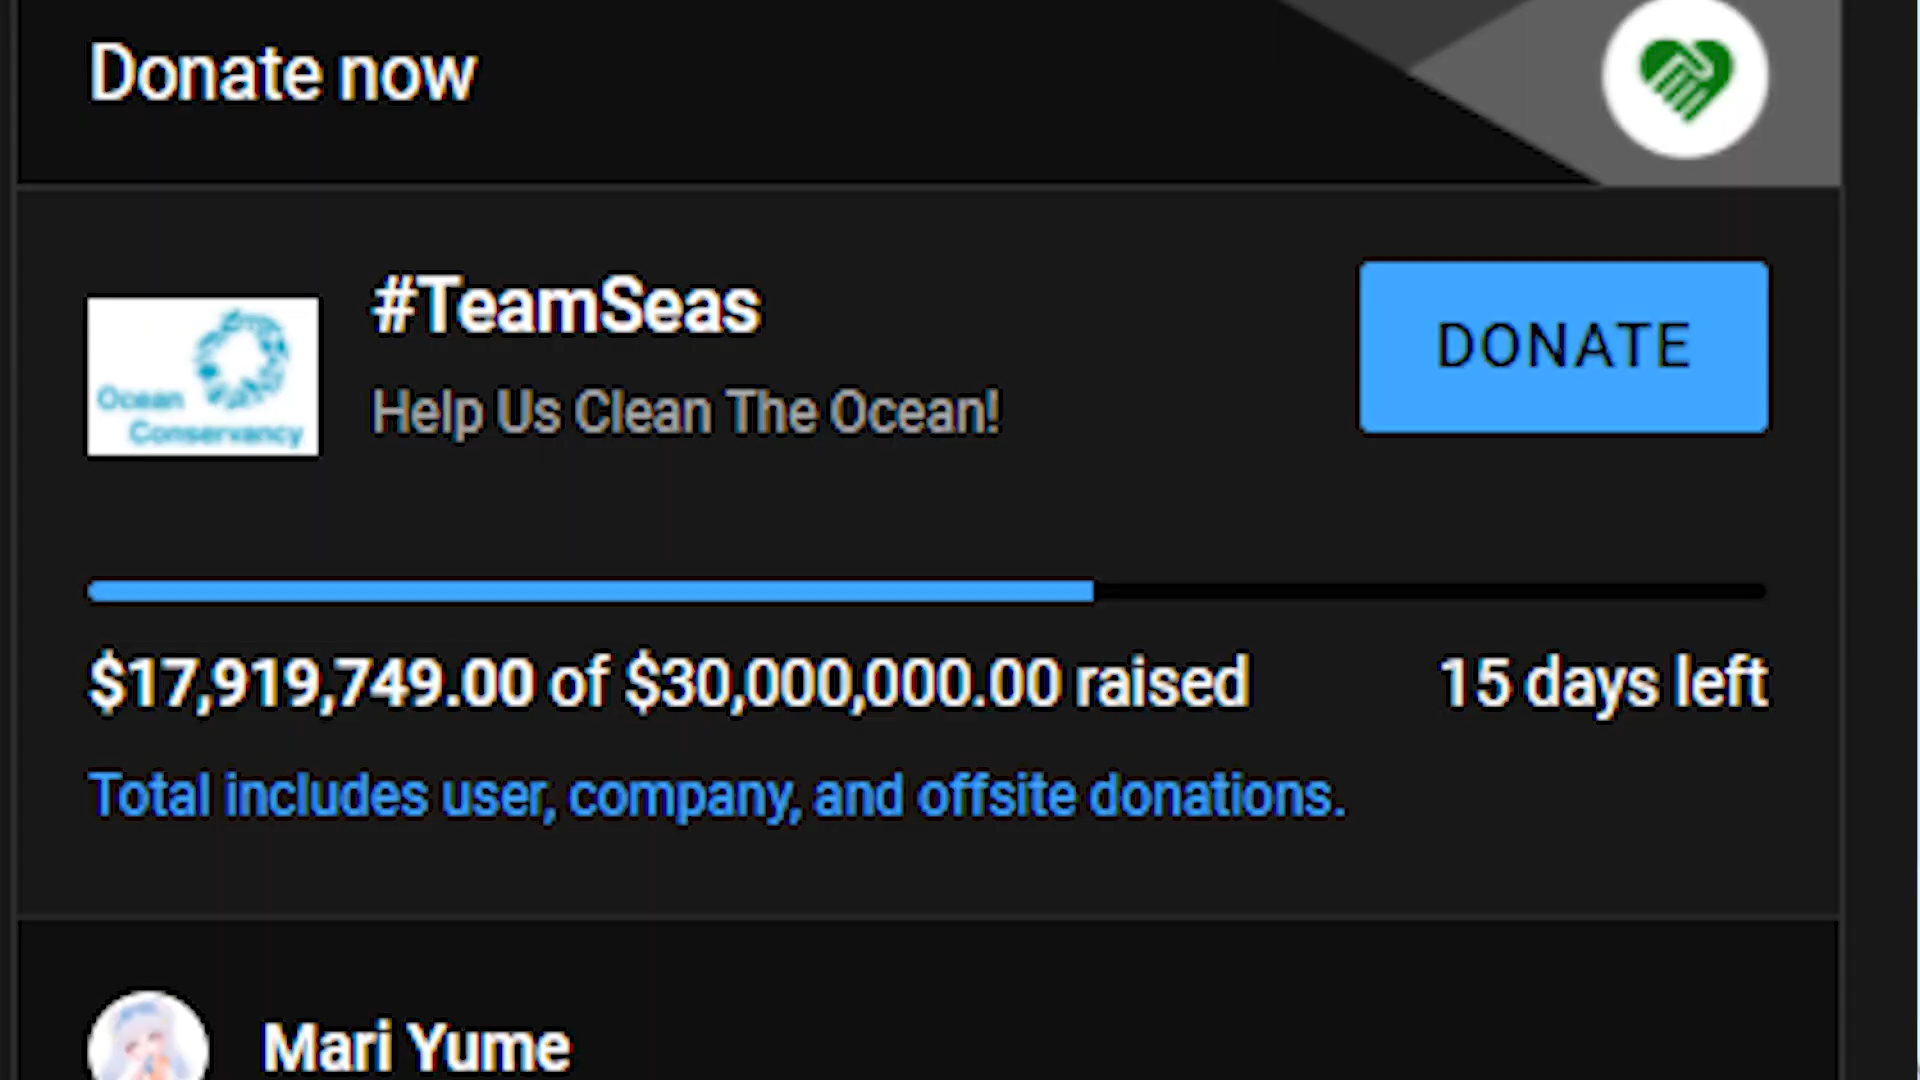 Donate now
#TeamSeas
Help Us Clean The Ocean!
DONATE
Ocean
Conservancy
$17,919,749.00 of $30,000,000.00 raised
15 days left
Total includes user, company, and offsite donations.
Mari Yume